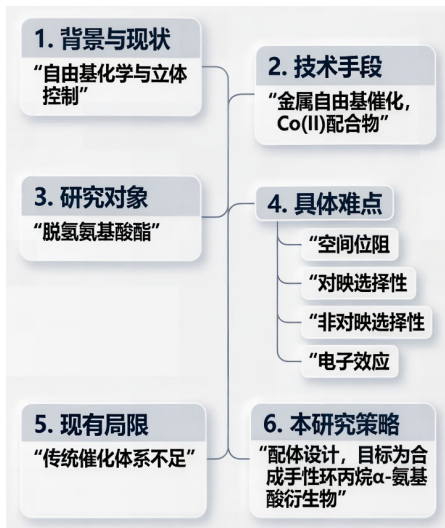 1. 背景与现状
“自由基化学与立体
控制”
2. 技术手段
“金属自由基催化，
Co(II)配合物”
3. 研究对象
“脱氢氨基酸酯”
4. 具体难点
“空间位阻
“对映选择性
“非对映选择性
“电子效应
5. 现有局限
“传统催化体系不足”
6. 本研究策略
“配体设计，目标为合
成手性环丙烷α-氨基
酸衍生物”